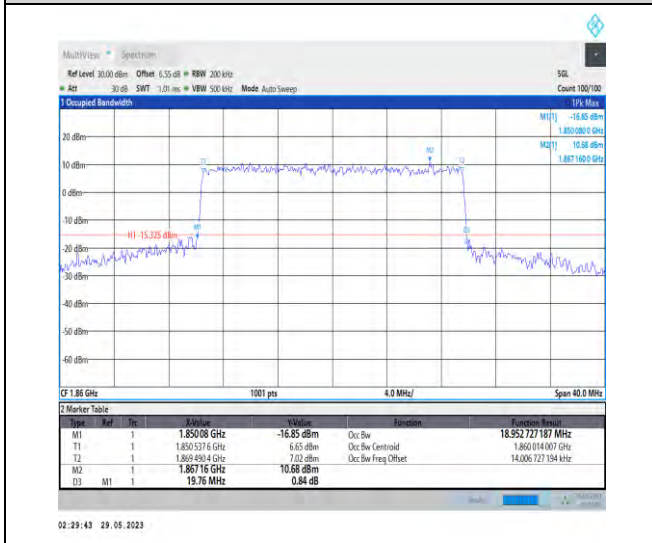 MultiView Spectrum
Ref Level 30.00 dBm Offset 6.55 dB RBW 200 kHz SGL
Att 30 dB SWT 1.01 ms VBW 500 kHz Mode Auto Sweep Count 100/100
1 Occupied Bandwidth 1Pk Max
M1[1] -16.85 dBm
1.850 080 0 GHz
M2[1] 10.68 dBm
1.867 160 0 GHz
20 dBm
10 dBm
0 dBm
-10 dBm
-20 dBm
-30 dBm
-40 dBm
-50 dBm
-60 dBm
T1
M2
T2
M1
D3
H1 -15.325 dBm
CF 1.86 GHz 1001 pts 4.0 MHz/ Span 40.0 MHz
2 Marker Table
Type Ref Trc X-Value Y-Value Function Function Result
M1 1 1.85008 GHz -16.85 dBm Occ Bw 18.952 727 187 MHz
T1 1 1.850 537 6 GHz 6.65 dBm Occ Bw Centroid 1.860 014 007 GHz
T2 1 1.869 490 4 GHz 7.02 dBm Occ Bw Freq Offset 14.006 727 194 kHz
M2 1 1.867 16 GHz 10.68 dBm
D3 M1 1 19.76 MHz 0.84 dB
02:29:43 29.05.2023